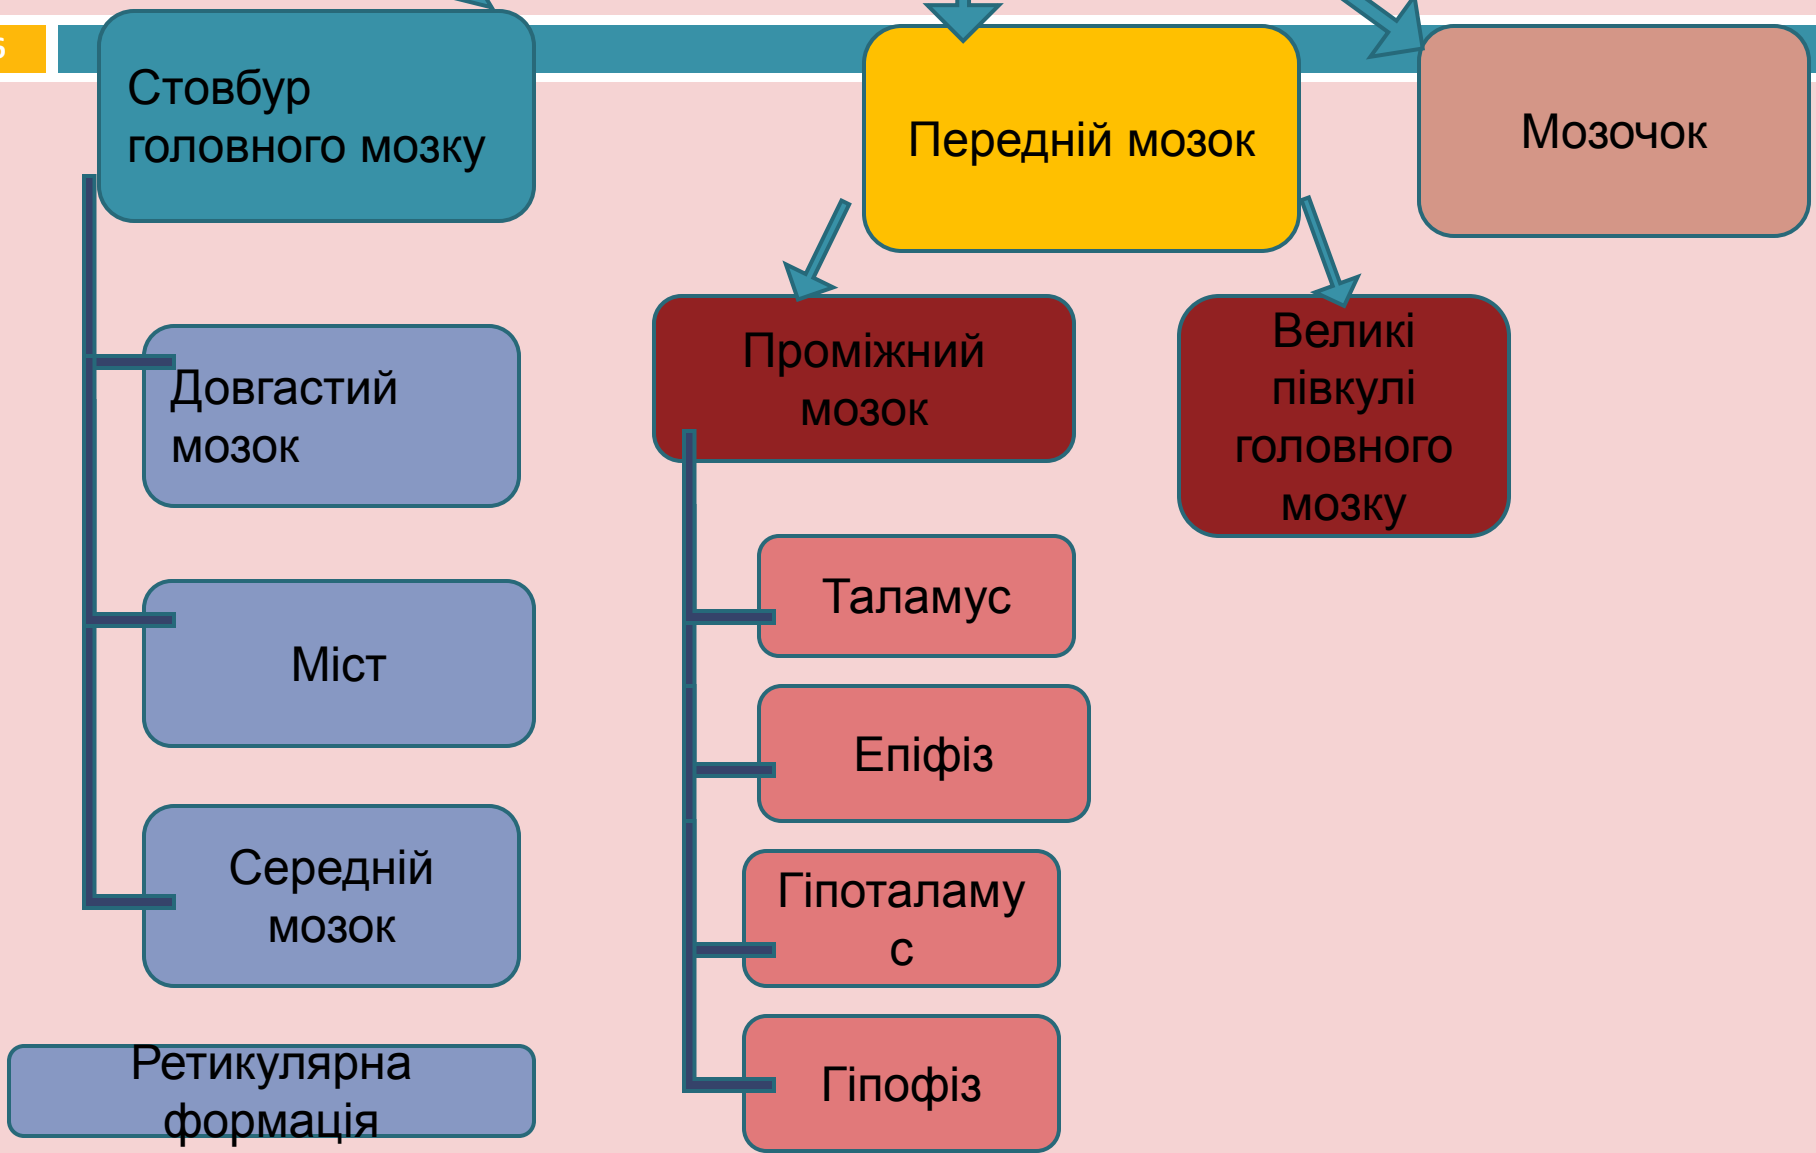 Стовбур
головного мозку
Передній мозок
Мозочок
Довгастий
мозок
Міст
Середній
мозок
Ретикулярна
формація
Проміжний
мозок
Таламус
Епіфіз
Гіпоталаму
с
Гіпофіз
Великі
півкулі
головного
мозку